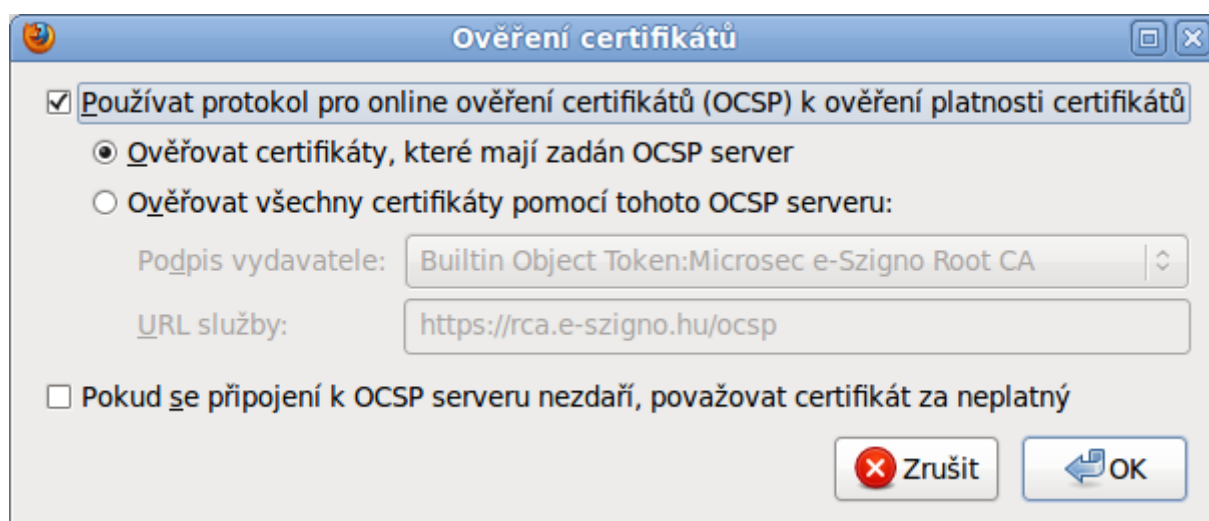 Ověření certifikátů
Používat protokol pro online ověření certifikátů (OCSP) k ověření platnosti certifikátů
Ověřovat certifikáty, které mají zadán OCSP server
Ověřovat všechny certifikáty pomocí tohoto OCSP serveru:
Podpis vydavatele: Builtin Object Token:Microsec e-Szigno Root CA
URL služby: https://rca.e-szigno.hu/ocsp
Pokud se připojení k OCSP serveru nezdaří, považovat certifikát za neplatný
Zrušit OK